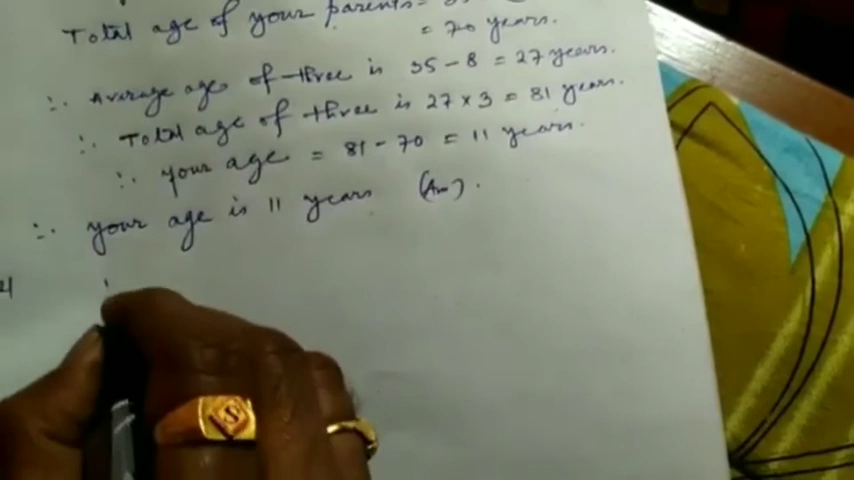 Total age of your parents =
= 70 years.
∴ Average age of three is 35 - 8 = 27 years.
∴ Total age of three is 27 × 3 = 81 years.
∴ your age = 81 - 70 = 11 years.
∴ your age is 11 years (Am).
S